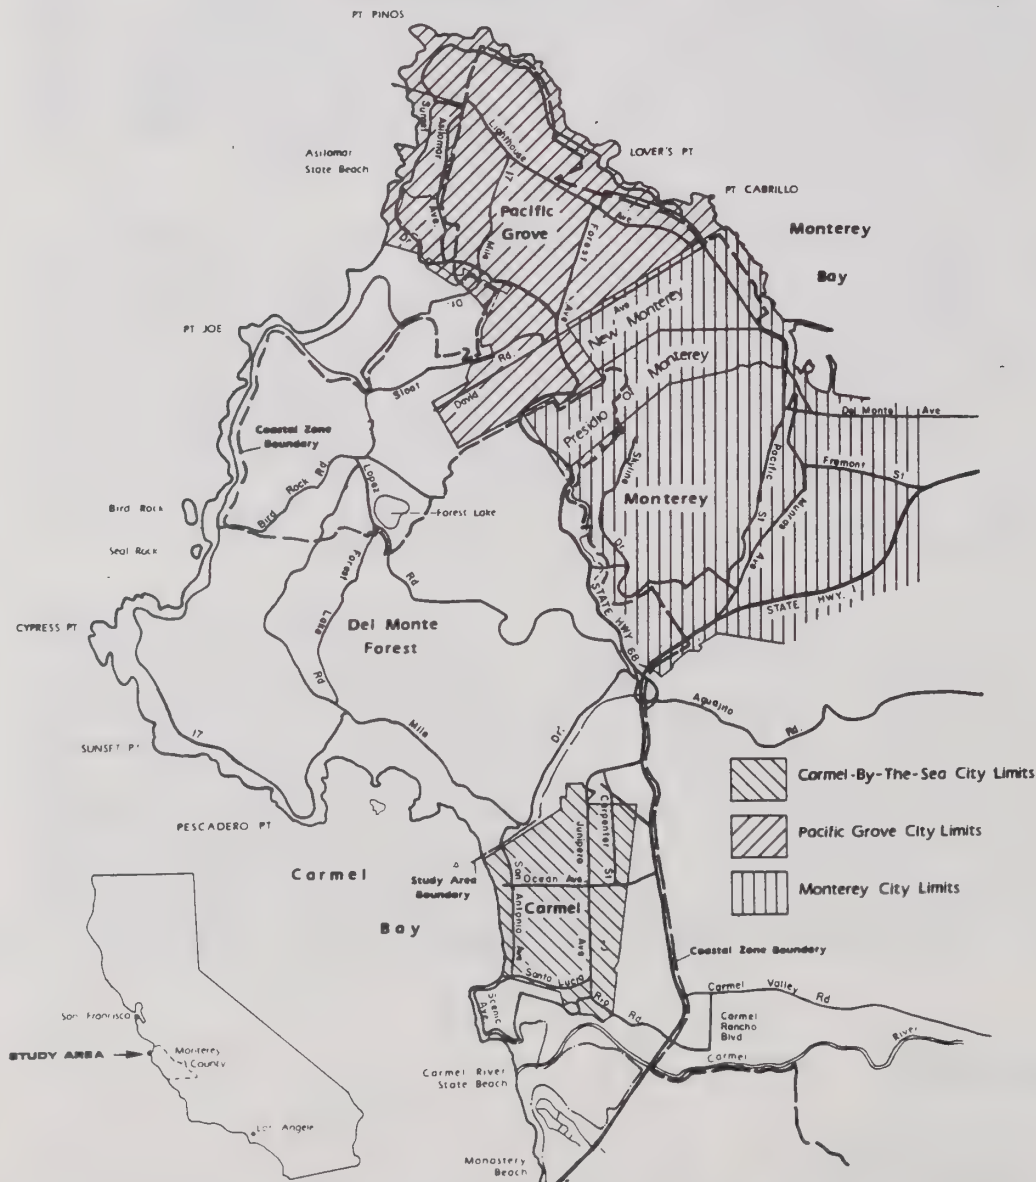 PT PINOS
Sunset
Asilomar
Ave.
Dr.
Lighthouse
Ave
17
Mile
Asilomar
State Beach
LOVER'S PT
PT CABRILLO
Pacific
Grove
Forest
Ave
Monterey
Bay
New Monterey
Ave
Dr.
PT JOE
Sloat
Rd.
David
Presidio of Monterey
Del Monte Ave
Coastal Zone
Boundary
Skyline
Dr.
Pacific
St
Fremont
St
Munras
Ave
Monterey
Bird Rock Rd
Lopez
Rd
Forest Lake
Bird Rock
Seal Rock
Forest
Lake
Rd
STATE HWY 68
STATE HWY. 1
CYPRESS PT
Del Monte
Forest
Aguajito
Rd.
SUNSET PT
17
Mile
Dr.
PESCADERO PT
Carmel-By-The-Sea City Limits
Pacific Grove City Limits
Monterey City Limits
Carmel
Bay
Study Area
Boundary
Carpenter
St
Junipero
Ave
San
Antonio
Ave
Ocean Ave.
Carmel
Coastal Zone Boundary
Santa Lucia
Scenic
Ave
Rio
Rd
Carmel Valley
Rd
Carmel
Rancho
Blvd
Carmel
River
San Francisco
STUDY AREA
Monterey
County
Carmel River
State Beach
Los Angele
Monastery
Beach